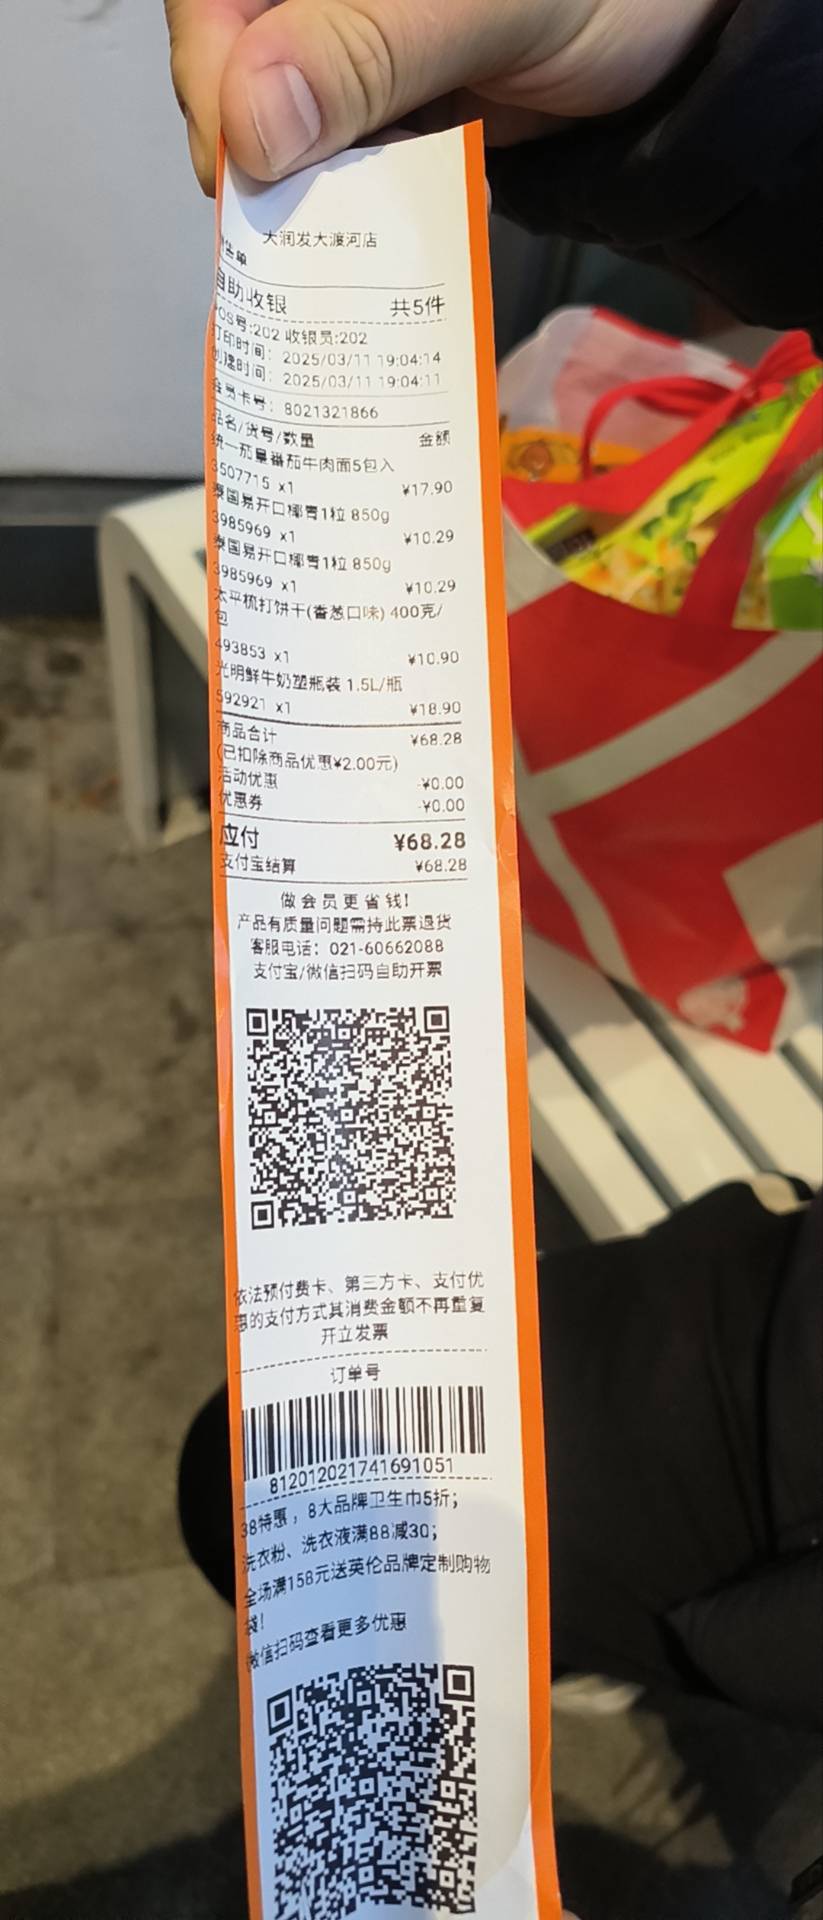 大润发大渡河店
售单
自助收银 共5件
POS号:202 收银员:202
打印时间: 2025/03/11 19:04:14
创建时间: 2025/03/11 19:04:11
会员卡号: 8021321866
品名/货号/数量 金额
统一茄皇番茄牛肉面5包入
3507715 x1 ¥17.90
泰国易开口椰青1粒 850g
3985969 x1 ¥10.29
泰国易开口椰青1粒 850g
3985969 x1 ¥10.29
太平梳打饼干(香葱口味) 400克/
包
493853 x1 ¥10.90
光明鲜牛奶塑瓶装 1.5L/瓶
592921 x1 ¥18.90
商品合计 ¥68.28
(已扣除商品优惠¥2.00元)
活动优惠 -¥0.00
优惠券 -¥0.00
应付 ¥68.28
支付宝结算 ¥68.28
做会员更省钱!
产品有质量问题需持此票退货
客服电话: 021-60662088
支付宝/微信扫码自助开票
依法预付费卡、第三方卡、支付优
惠的支付方式其消费金额不再重复
开立发票
订单号
812012021741691051
38特惠, 8大品牌卫生巾5折;
洗衣粉、洗衣液满88减30;
全场满158元送英伦品牌定制购物
袋!
微信扫码查看更多优惠